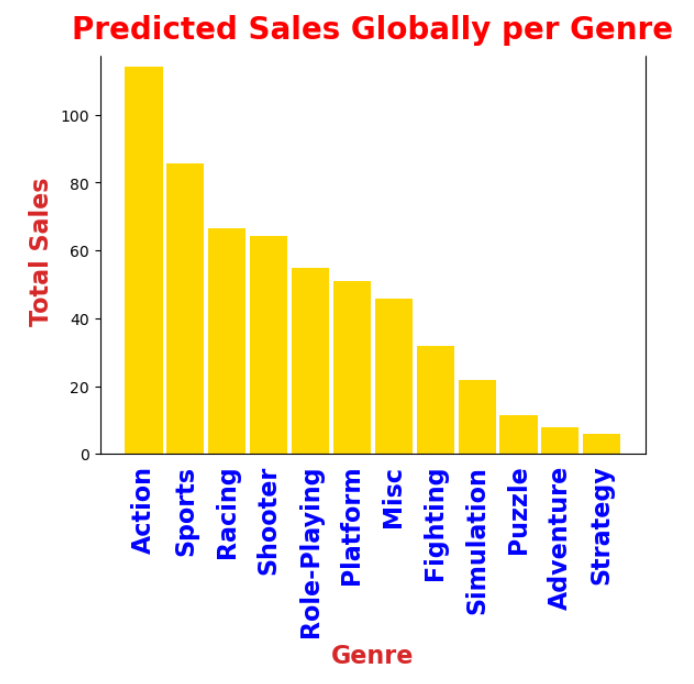 Predicted Sales Globally per Genre
Total Sales
100
80
60
40
20
0
Action
Sports
Racing
Shooter
Role-Playing
Platform
Misc
Fighting
Simulation
Puzzle
Adventure
Strategy
Genre